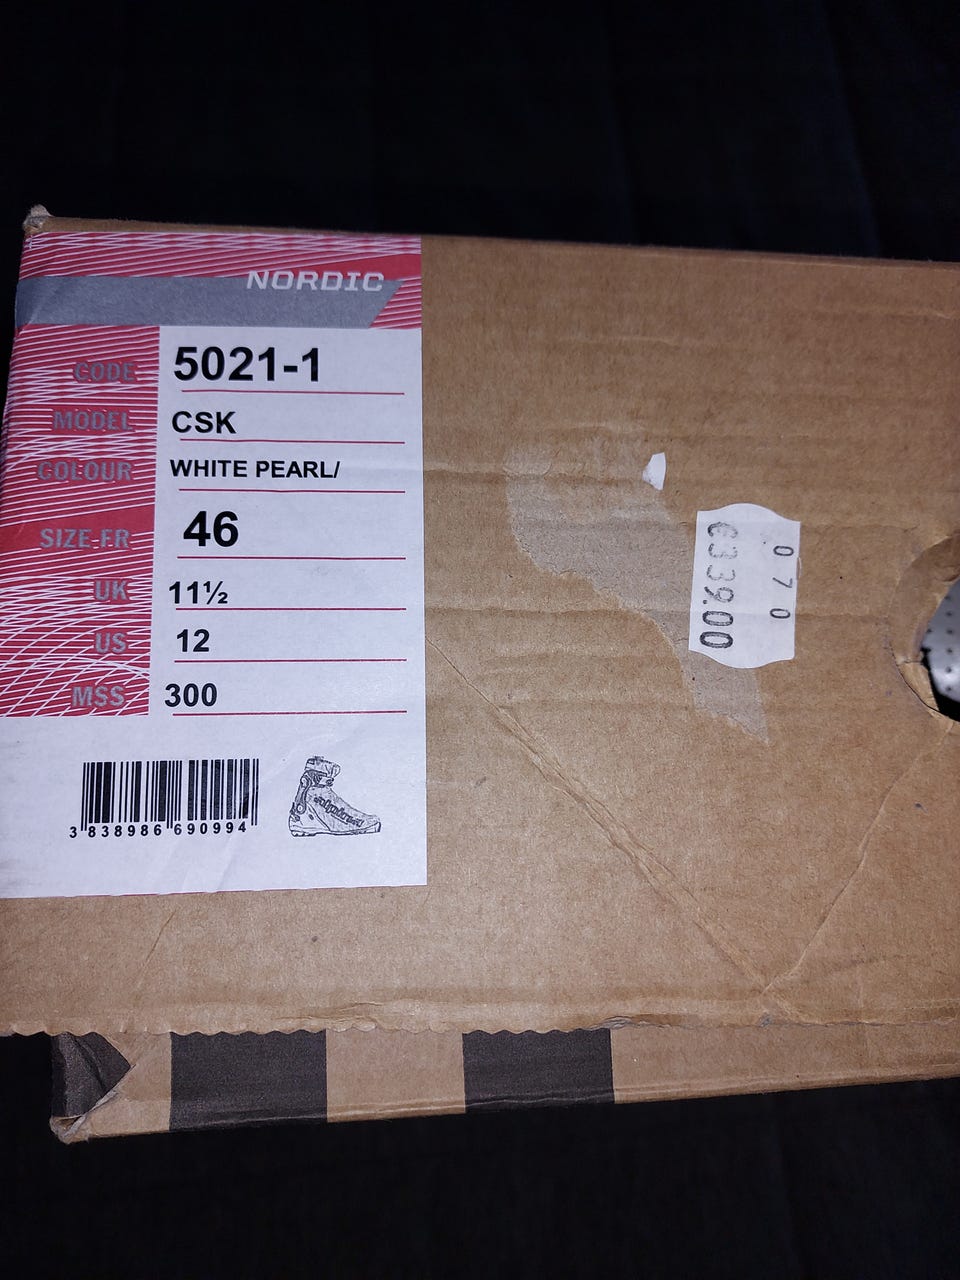 NORDIC
CODE 5021-1
MODEL CSK
COLOUR WHITE PEARL/
SIZE FR 46
UK 11½
US 12
MSS 300
3 838986 690994
070
€339.00